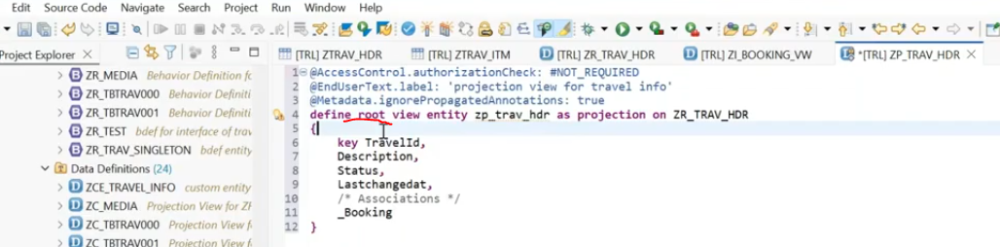 Edit Source Code Navigate Search Project Run Window Help
Project Explorer
[TRL] ZTRAV_HDR
[TRL] ZTRAV_ITM
[TRL] ZR_TRAV_HDR
[TRL] ZI_BOOKING_VW
*[TRL] ZP_TRAV_HDR
ZR_MEDIA Behavior Definition fo
ZR_TBTRAV000 Behavior Definiti
ZR_TBTRAV001 Behavior Definiti
ZR_TEST bdef for interface of trav
ZR_TRAV_SINGLETON bdef entity
Data Definitions (24)
ZCE_TRAVEL_INFO custom entity
ZC_MEDIA Projection View for ZR
ZC_TBTRAV000 Projection View f
ZC_TBTRAV001 Projection View f
1 @AccessControl.authorizationCheck: #NOT_REQUIRED
2 @EndUserText.label: 'projection view for travel info'
3 @Metadata.ignorePropagatedAnnotations: true
4 define root view entity zp_trav_hdr as projection on ZR_TRAV_HDR
5 {
6 key TravelId,
7 Description,
8 Status,
9 Lastchangedat,
10 /* Associations */
11 _Booking
12 }